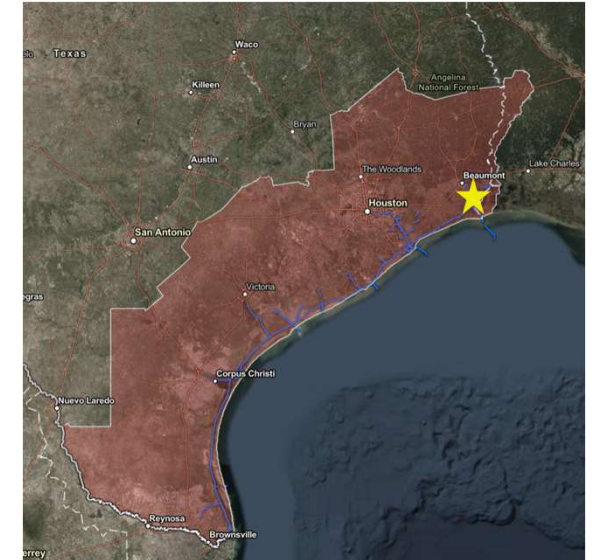 Waco
Texas
Angelina
National Forest
Killeen
Bryan
Austin
Lake Charles
The Woodlands
Beaumont
Houston
San Antonio
Victoria
Corpus Christi
Nuevo Laredo
Reynosa
Brownsville